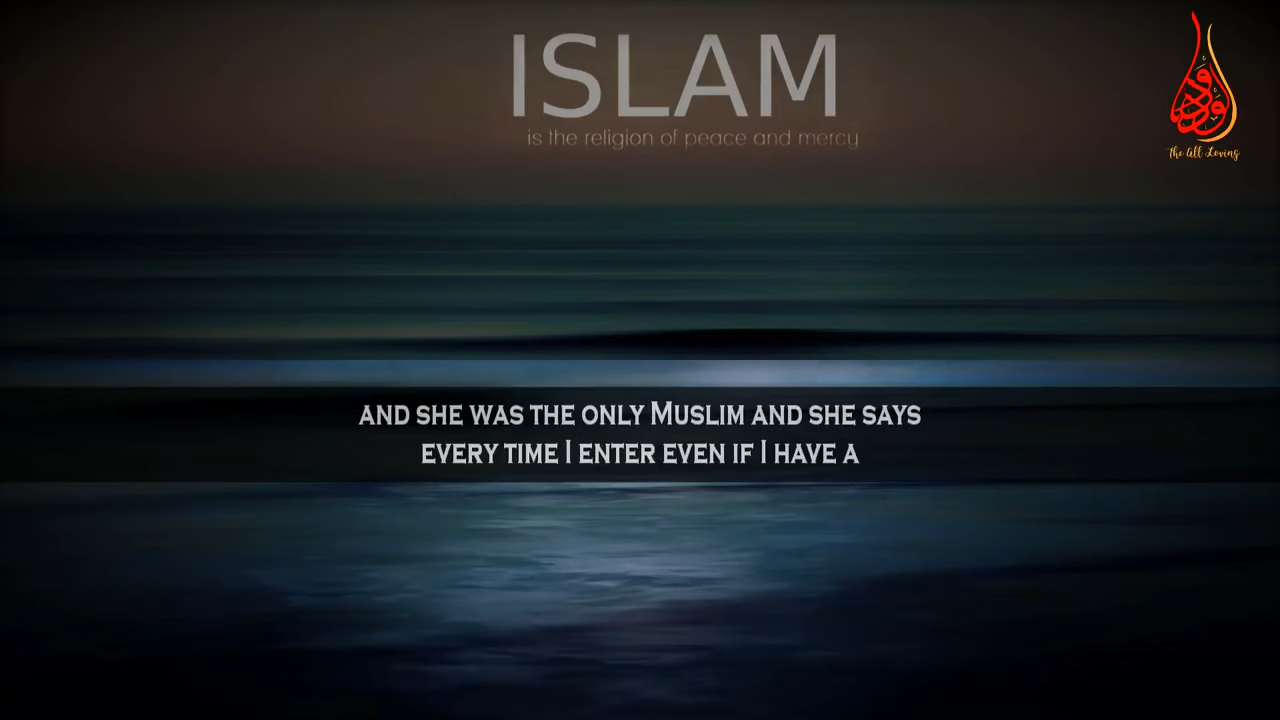 ISLAM
is the religion of peace and mercy
الودود
The All Loving
AND SHE WAS THE ONLY MUSLIM AND SHE SAYS
EVERY TIME I ENTER EVEN IF I HAVE A